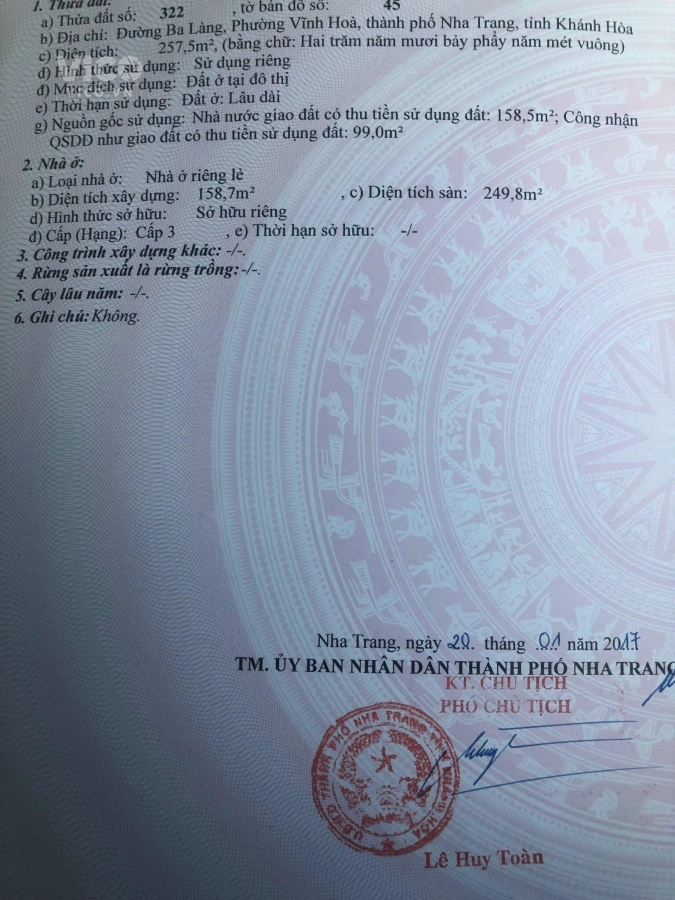 1. Thửa đất:
a) Thửa đất số: 322 , tờ bản đồ số: 45
b) Địa chỉ: Đường Ba Làng, Phường Vĩnh Hoà, thành phố Nha Trang, tỉnh Khánh Hòa
c) Diện tích: 257,5m², (bằng chữ: Hai trăm năm mươi bảy phẩy năm mét vuông)
d) Hình thức sử dụng: Sử dụng riêng
đ) Mục đích sử dụng: Đất ở tại đô thị
e) Thời hạn sử dụng: Đất ở: Lâu dài
g) Nguồn gốc sử dụng: Nhà nước giao đất có thu tiền sử dụng đất: 158,5m²; Công nhận
QSDĐ như giao đất có thu tiền sử dụng đất: 99,0m²
2. Nhà ở:
a) Loại nhà ở: Nhà ở riêng lẻ
b) Diện tích xây dựng: 158,7m² , c) Diện tích sàn: 249,8m²
d) Hình thức sở hữu: Sở hữu riêng
đ) Cấp (Hạng): Cấp 3 , e) Thời hạn sở hữu: -/-
3. Công trình xây dựng khác: -/-.
4. Rừng sản xuất là rừng trồng: -/-.
5. Cây lâu năm: -/-.
6. Ghi chú: Không.
Nha Trang, ngày 20. tháng .01 năm 2017
TM. ỦY BAN NHÂN DÂN THÀNH PHỐ NHA TRANG
KT. CHỦ TỊCH
PHÓ CHỦ TỊCH
U.B.N.D THÀNH PHỐ NHA TRANG
KHÁNH HÒA
Lê Huy Toàn